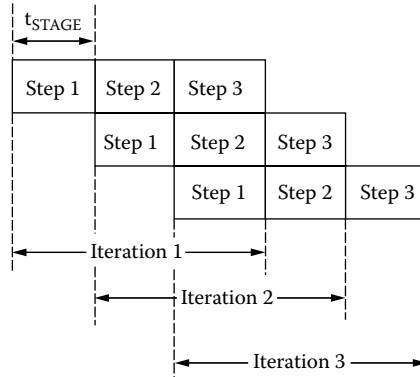 tSTAGE
Step 1 Step 2 Step 3
Step 1 Step 2 Step 3
Step 1 Step 2 Step 3
Iteration 1
Iteration 2
Iteration 3